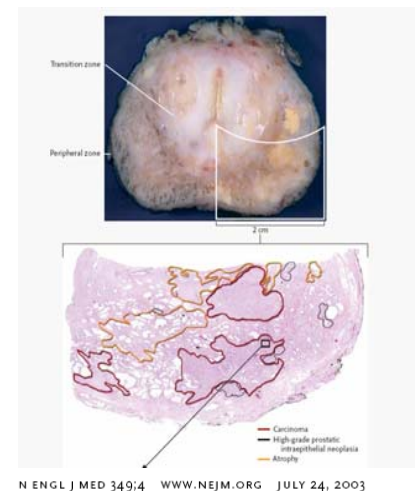 Transition zone
Peripheral zone
2 cm
Carcinoma
High-grade prostatic
intraepithelial neoplasia
Atrophy
N ENGL J MED 349;4 WWW.NEJM.ORG JULY 24, 2003